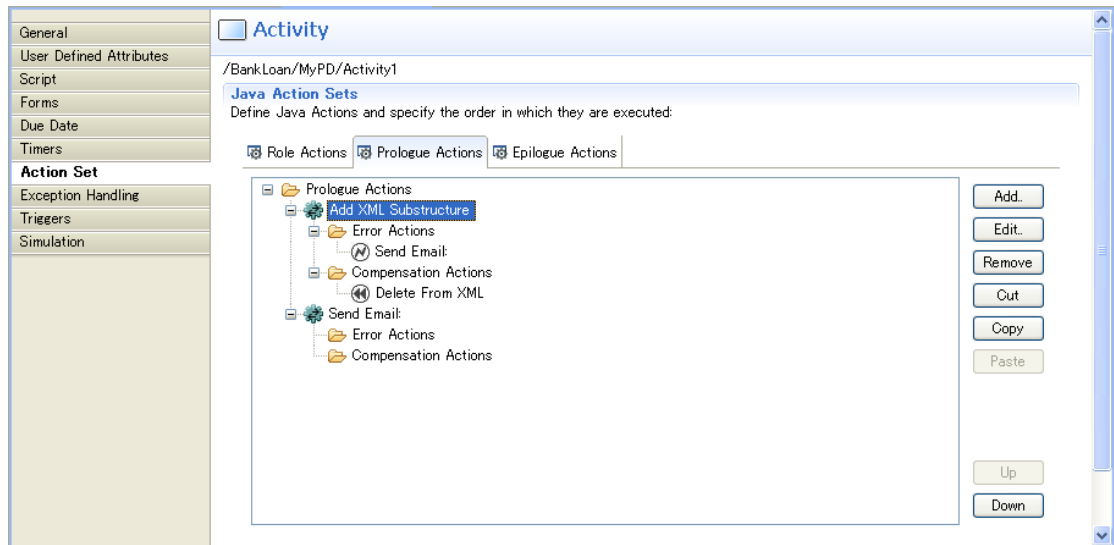 General
User Defined Attributes
Script
Forms
Due Date
Timers
Action Set
Exception Handling
Triggers
Simulation
Activity
/BankLoan/MyPD/Activity1
Java Action Sets
Define Java Actions and specify the order in which they are executed:
Role Actions Prologue Actions Epilogue Actions
Prologue Actions
Add XML Substructure
Error Actions
Send Email:
Compensation Actions
Delete From XML
Send Email:
Error Actions
Compensation Actions
Add..
Edit..
Remove
Cut
Copy
Paste
Up
Down